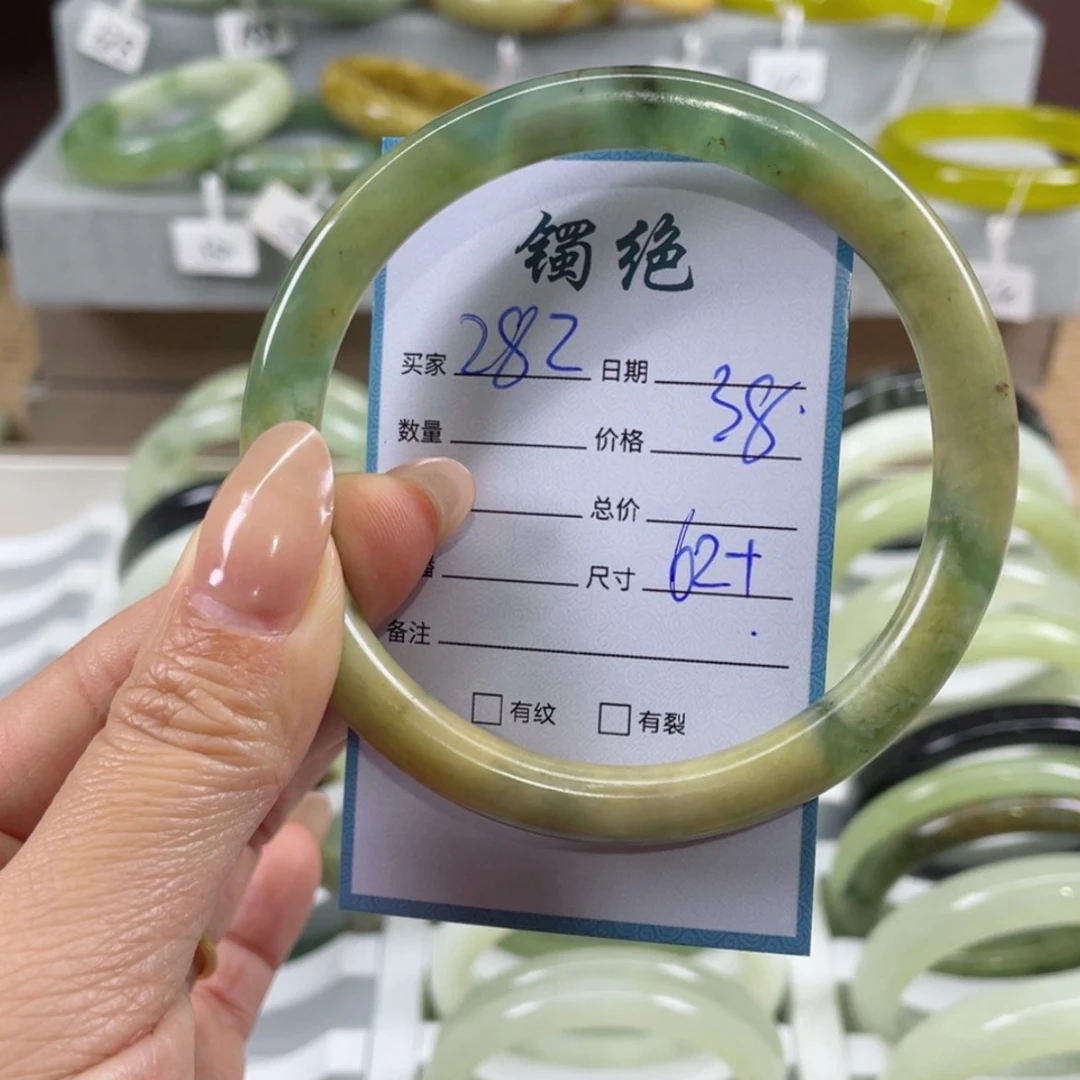 镯绝
买家 282 日期
数量 价格 38
总价
尺寸 62+
备注
有纹 有裂